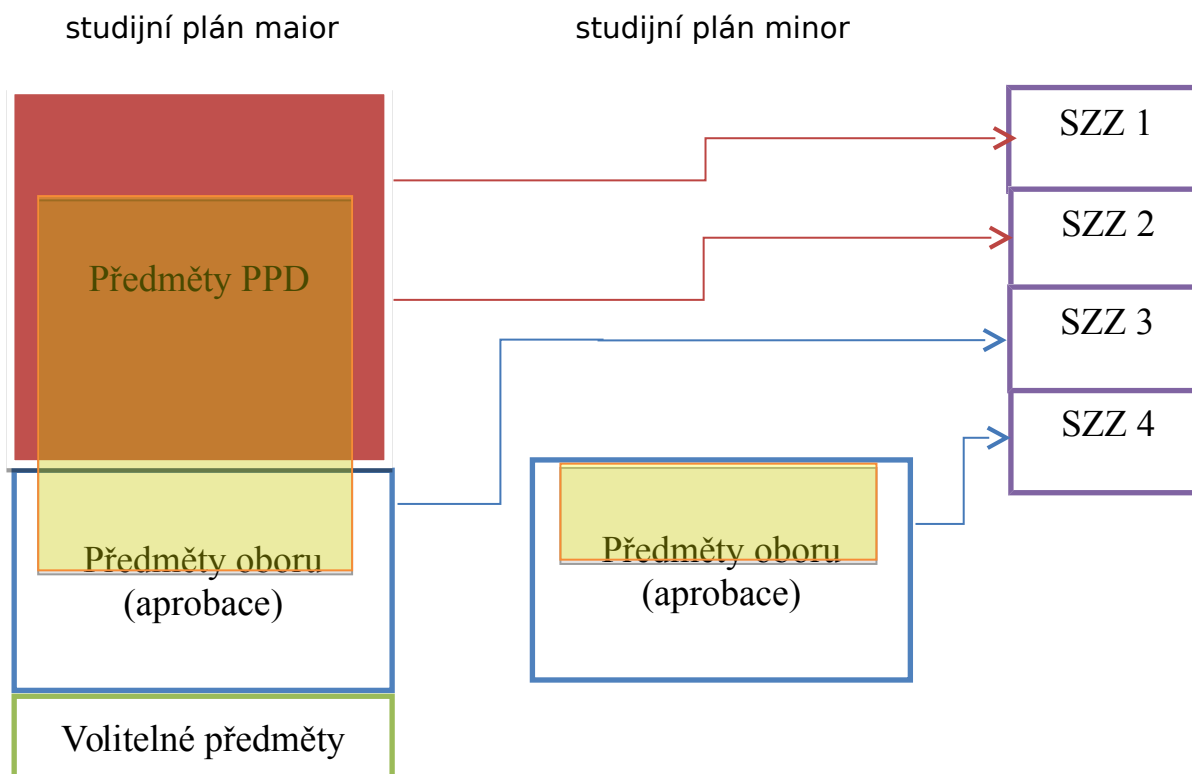 studijní plán maior
studijní plán minor
SZZ 1
SZZ 2
Předměty PPD
SZZ 3
SZZ 4
Předměty oboru
(aprobace)
Předměty oboru
(aprobace)
Volitelné předměty